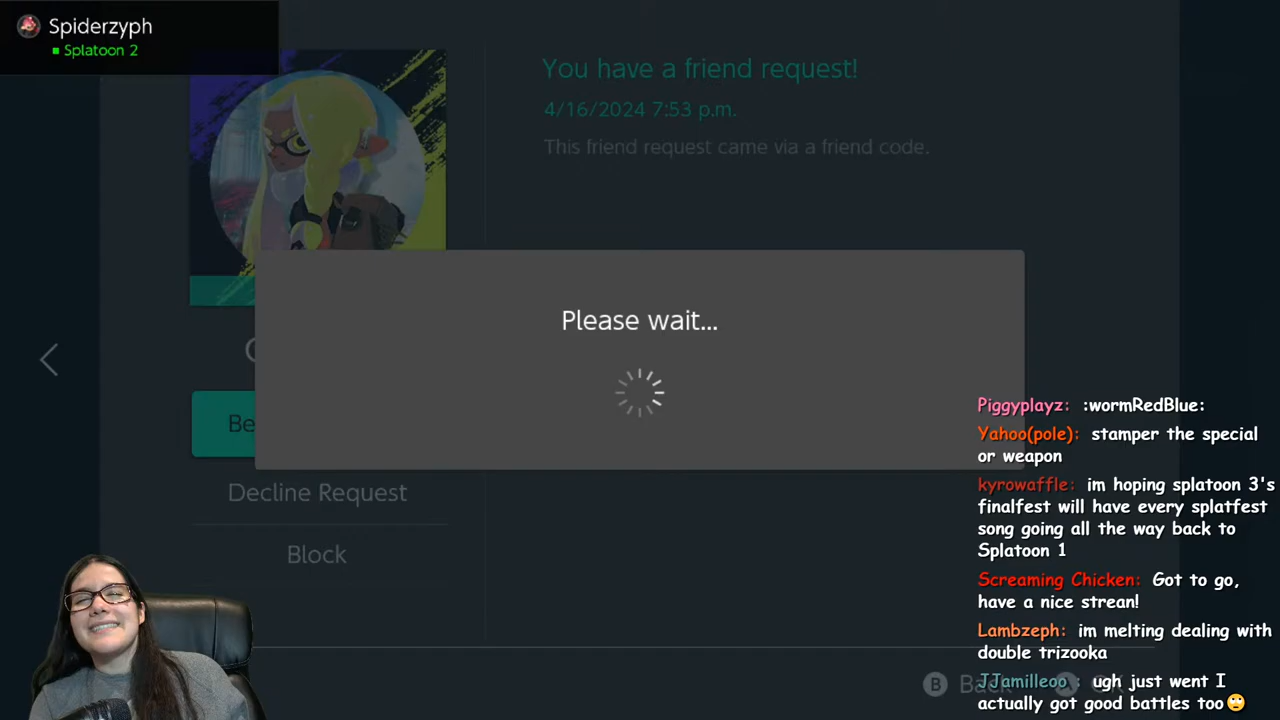 Spiderzyph
Splatoon 2
You have a friend request!
4/16/2024 7:53 p.m.
This friend request came via a friend code.
Please wait...
Be
Decline Request
Block
Piggyplayz: :wormRedBlue:
Yahoo(pole): stamper the special
or weapon
kyrowaffle: im hoping splatoon 3's
finalfest will have every splatfest
song going all the way back to
Splatoon 1
Screaming Chicken: Got to go,
have a nice strean!
Lambzeph: im melting dealing with
double trizooka
JJamilleoo : ugh just went I
actually got good battles too🙄
B Back